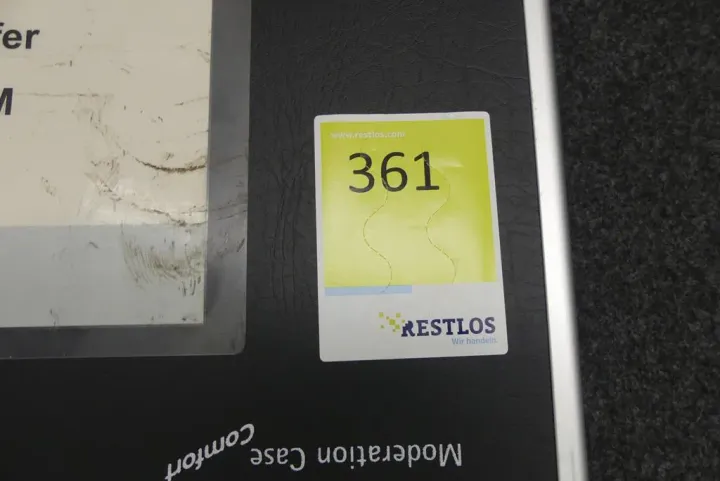 fer
M
www.restlos.com
361
RESTLOS
Wir handeln
Moderation Case
Comfort